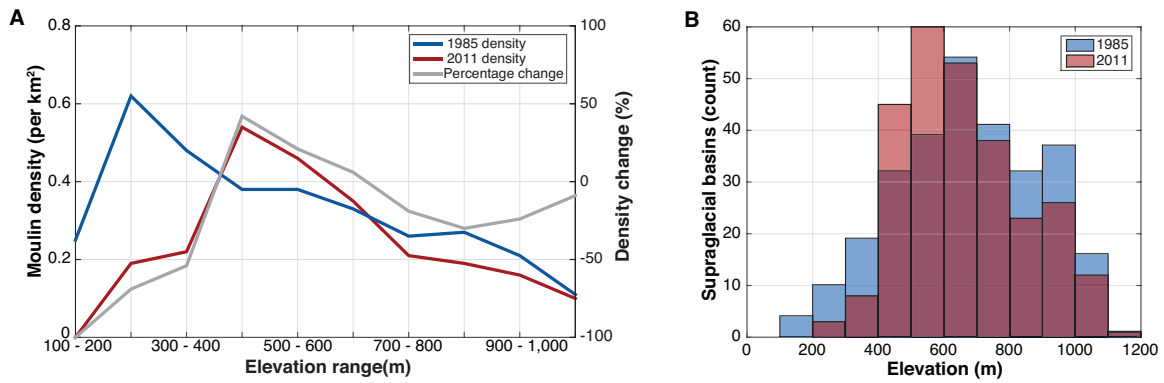 A
0.8
0.6
0.4
0.2
0
Moulin density (per km²)
100
50
0
-50
-100
Density change (%)
1985 density
2011 density
Percentage change
100 - 200 300 - 400 500 - 600 700 - 800 900 - 1,000
Elevation range(m)
B
60
50
40
30
20
10
0
Supraglacial basins (count)
1985
2011
0 200 400 600 800 1000 1200
Elevation (m)